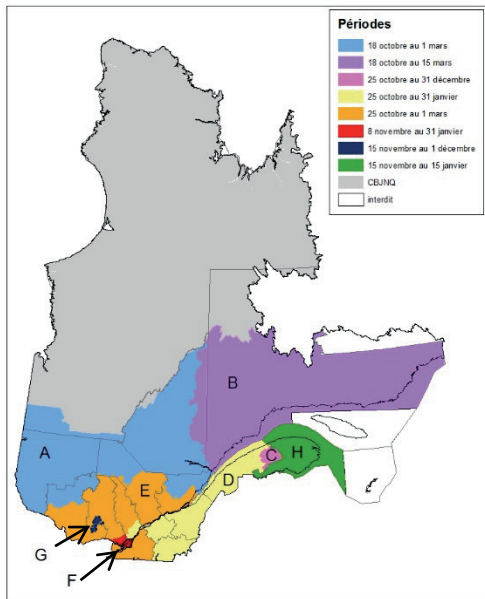 Périodes
18 octobre au 1 mars
18 octobre au 15 mars
25 octobre au 31 décembre
25 octobre au 31 janvier
25 octobre au 1 mars
8 novembre au 31 janvier
15 novembre au 1 décembre
15 novembre au 15 janvier
CBJNQ
interdit
B
A
C
H
D
E
G
F